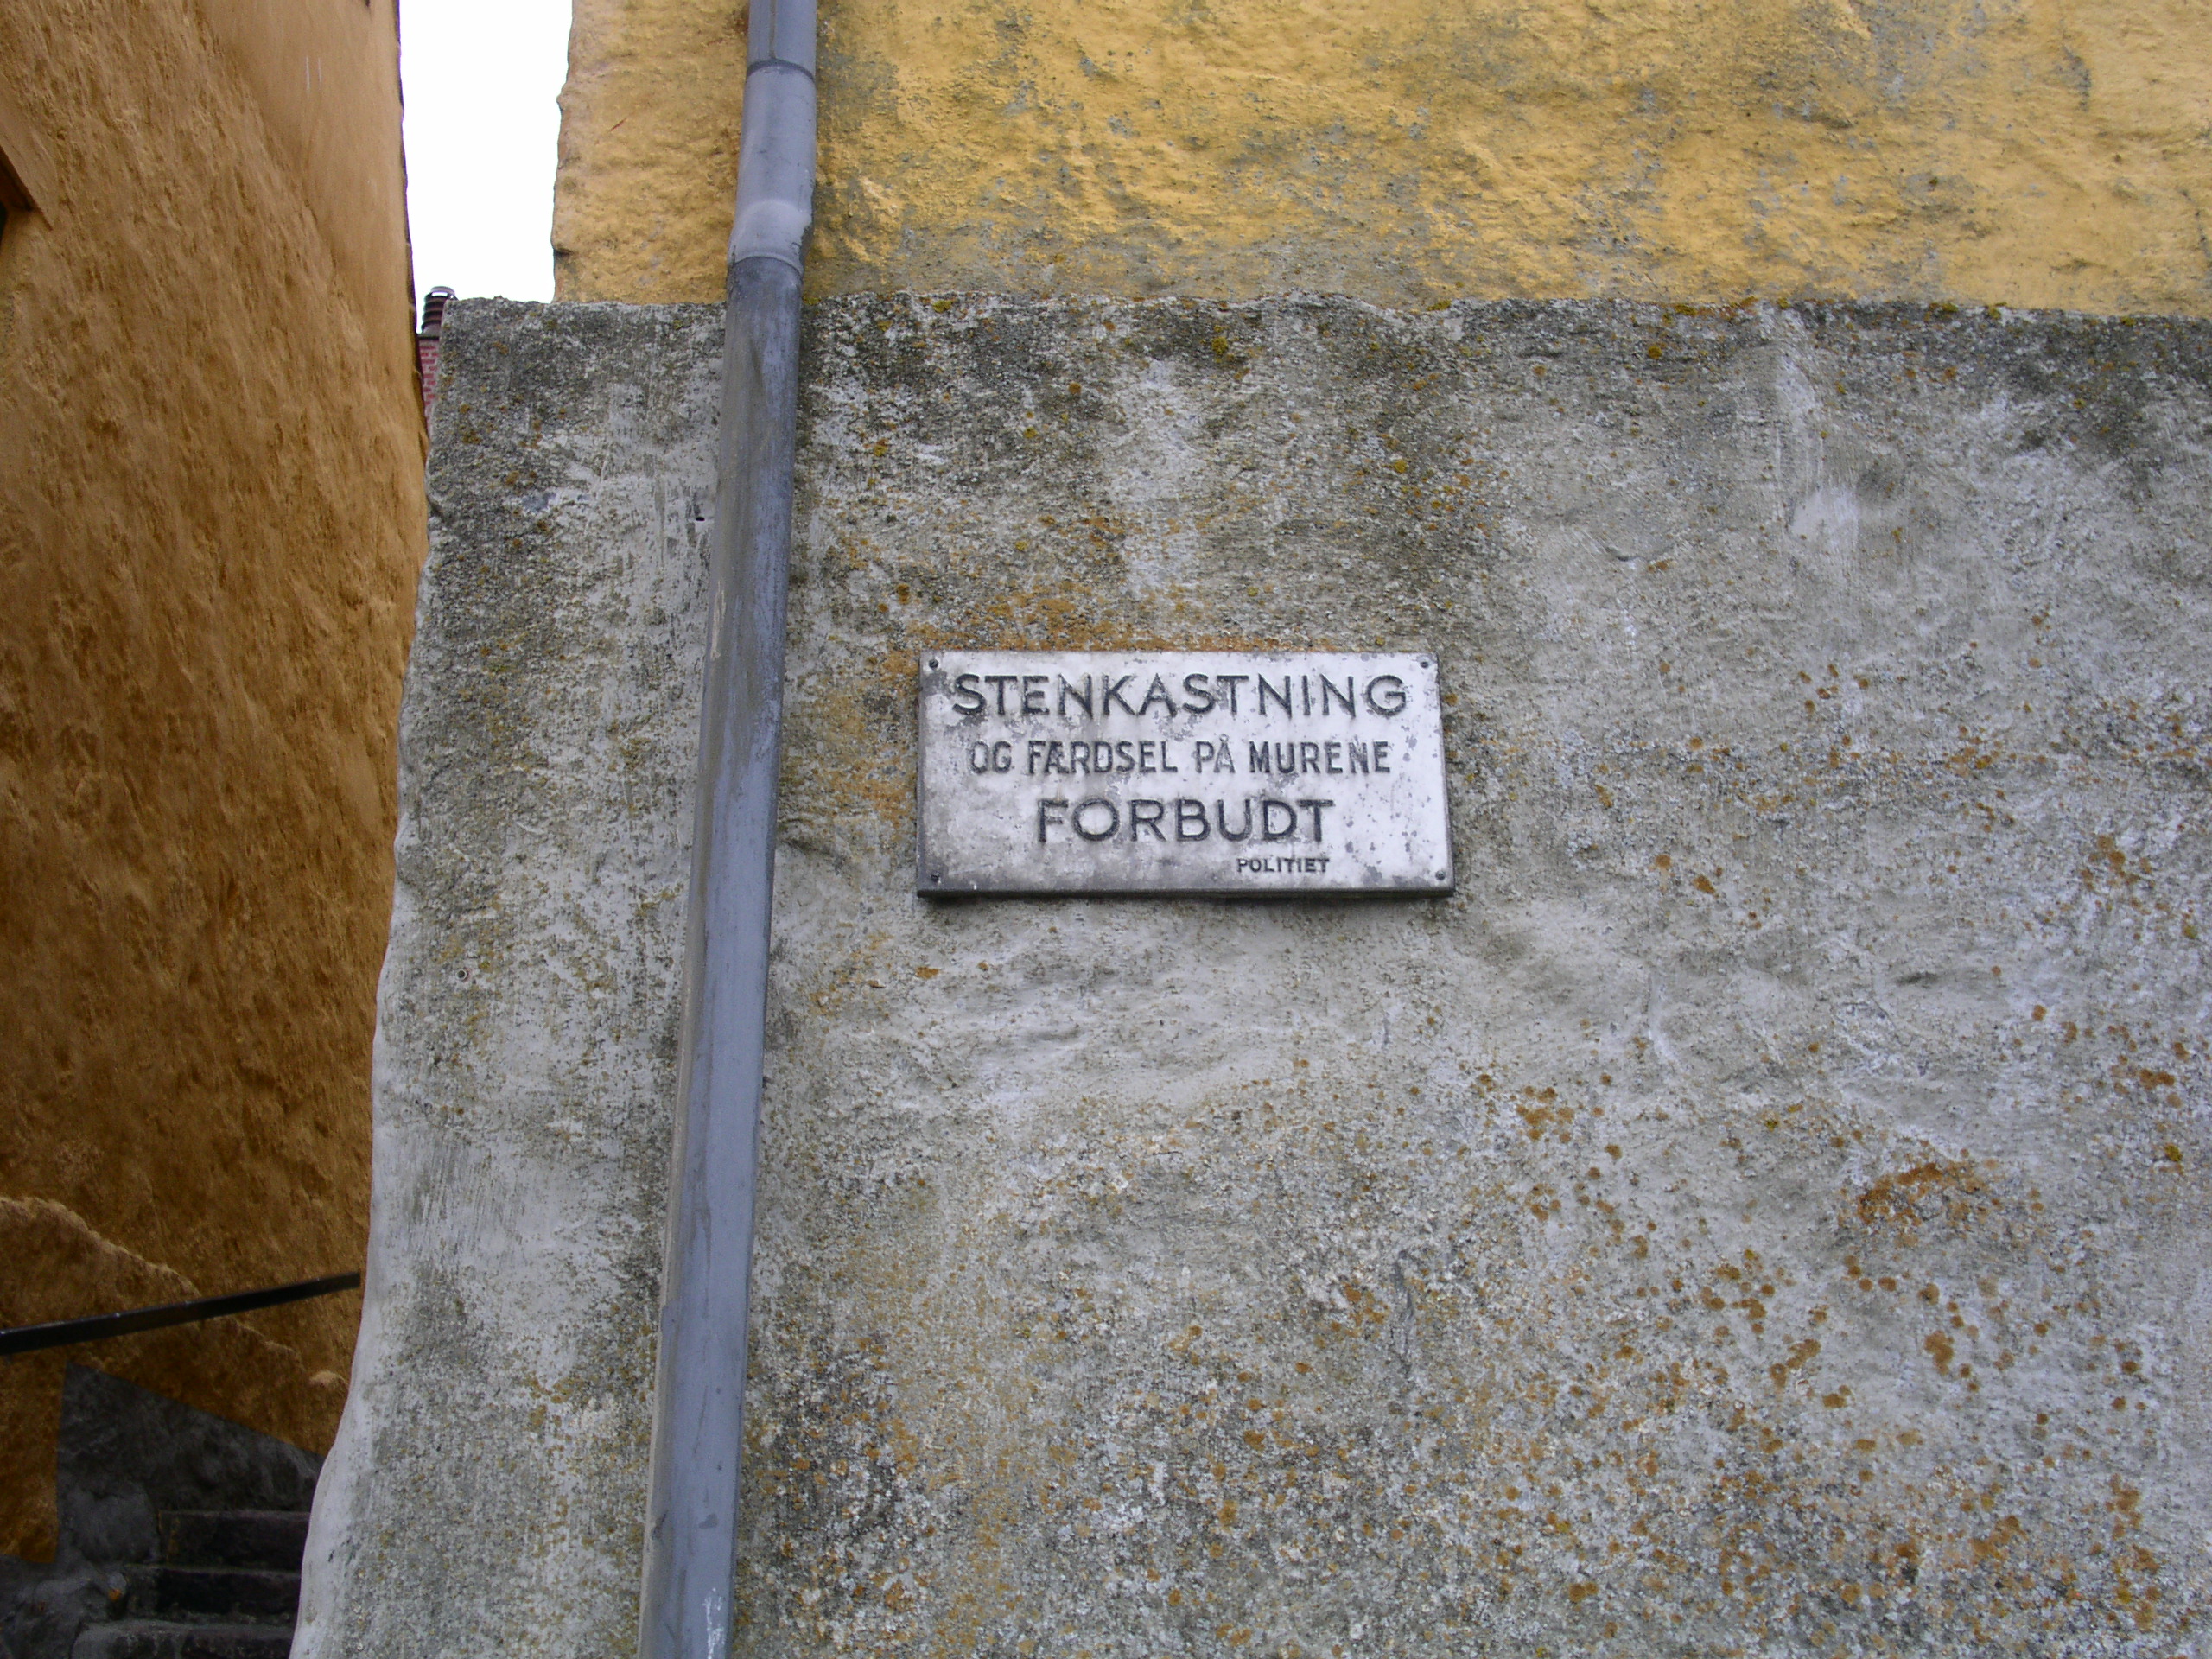 STENKASTNING
OG FÆRDSEL PÅ MURENE
FORBUDT
POLITIET